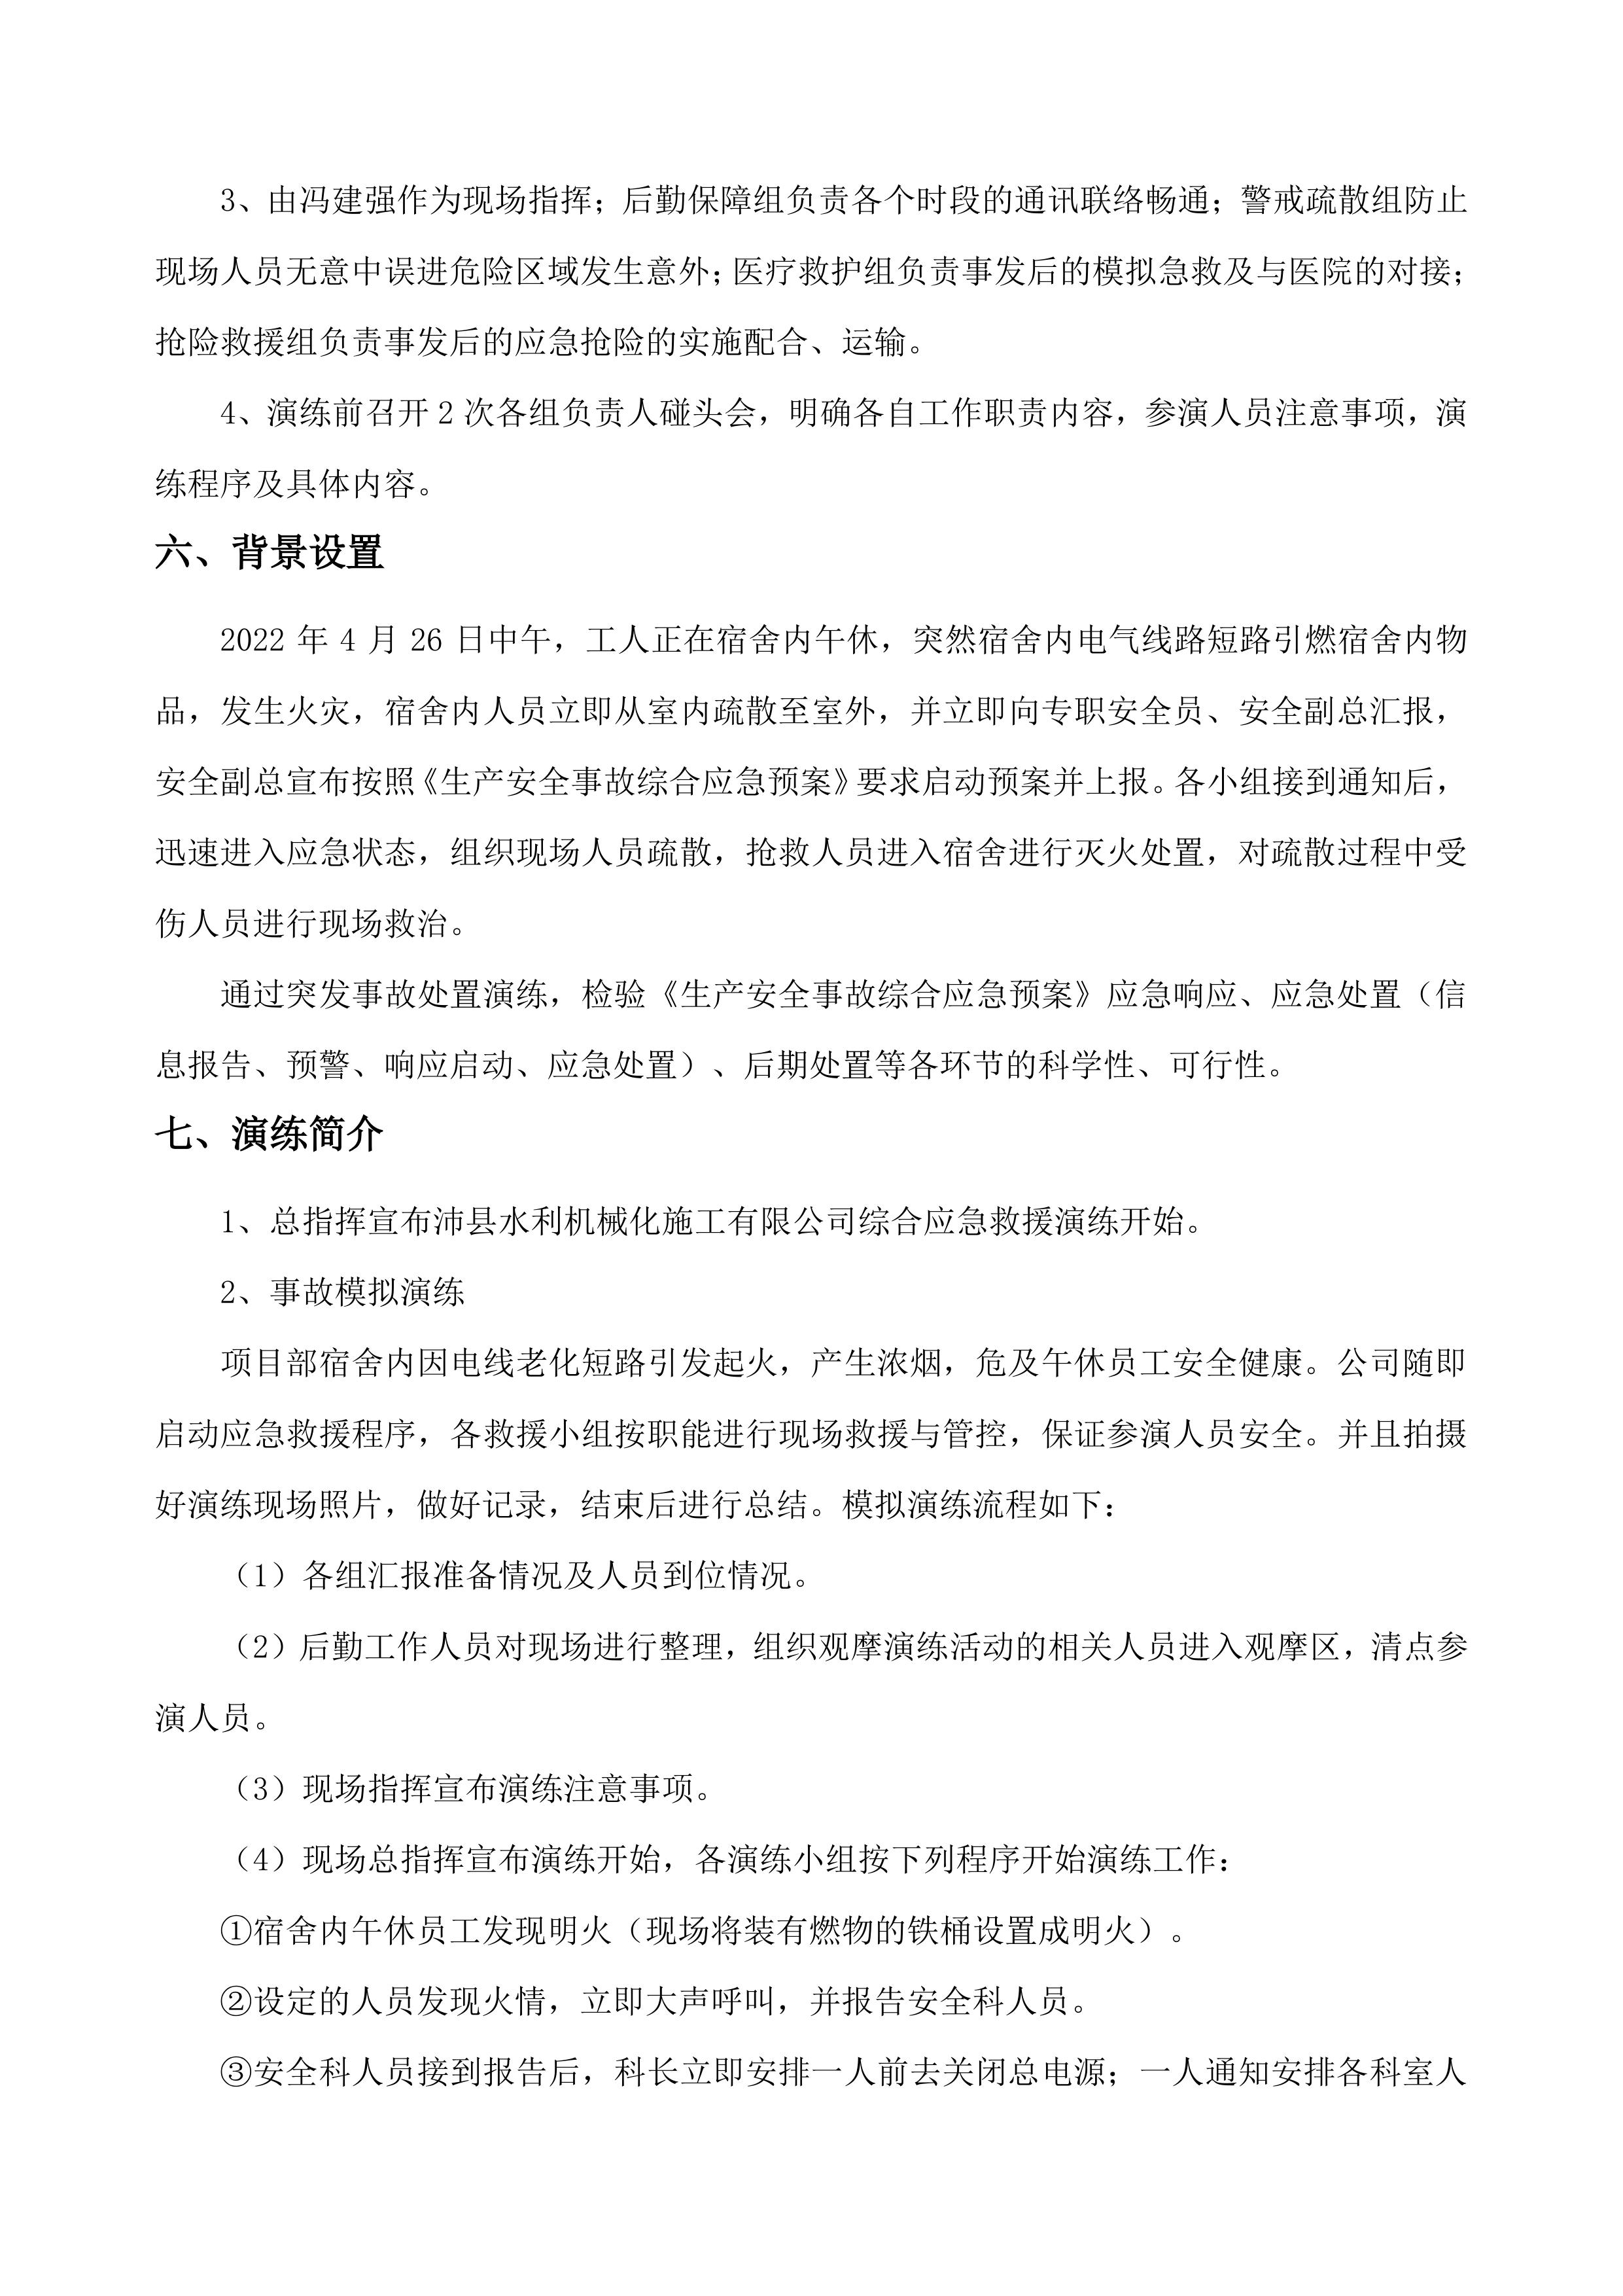 3、由冯建强作为现场指挥；后勤保障组负责各个时段的通讯联络畅通；警戒疏散组防止
现场人员无意中误进危险区域发生意外；医疗救护组负责事发后的模拟急救及与医院的对接；
抢险救援组负责事发后的应急抢险的实施配合、运输。
4、演练前召开 2 次各组负责人碰头会，明确各自工作职责内容，参演人员注意事项，演
练程序及具体内容。
六、背景设置
2022 年 4 月 26 日中午，工人正在宿舍内午休，突然宿舍内电气线路短路引燃宿舍内物
品，发生火灾，宿舍内人员立即从室内疏散至室外，并立即向专职安全员、安全副总汇报，
安全副总宣布按照《生产安全事故综合应急预案》要求启动预案并上报。各小组接到通知后，
迅速进入应急状态，组织现场人员疏散，抢救人员进入宿舍进行灭火处置，对疏散过程中受
伤人员进行现场救治。
通过突发事故处置演练，检验《生产安全事故综合应急预案》应急响应、应急处置（信
息报告、预警、响应启动、应急处置）、后期处置等各环节的科学性、可行性。
七、演练简介
1、总指挥宣布沛县水利机械化施工有限公司综合应急救援演练开始。
2、事故模拟演练
项目部宿舍内因电线老化短路引发起火，产生浓烟，危及午休员工安全健康。公司随即
启动应急救援程序，各救援小组按职能进行现场救援与管控，保证参演人员安全。并且拍摄
好演练现场照片，做好记录，结束后进行总结。模拟演练流程如下：
（1）各组汇报准备情况及人员到位情况。
（2）后勤工作人员对现场进行整理，组织观摩演练活动的相关人员进入观摩区，清点参
演人员。
（3）现场指挥宣布演练注意事项。
（4）现场总指挥宣布演练开始，各演练小组按下列程序开始演练工作：
①宿舍内午休员工发现明火（现场将装有燃物的铁桶设置成明火）。
②设定的人员发现火情，立即大声呼叫，并报告安全科人员。
③安全科人员接到报告后，科长立即安排一人前去关闭总电源；一人通知安排各科室人